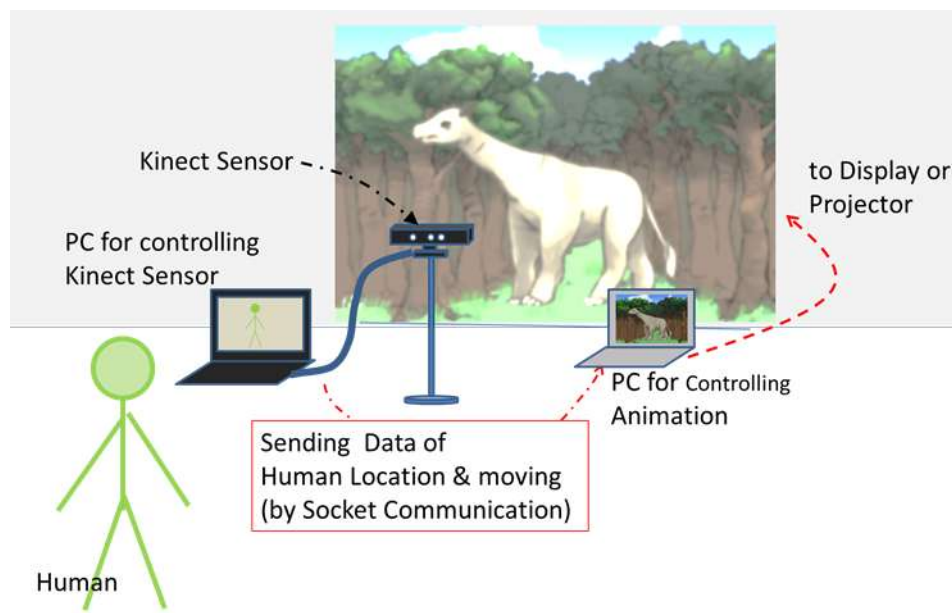 Kinect Sensor
to Display or
Projector
PC for controlling
Kinect Sensor
PC for Controlling
Animation
Sending Data of
Human Location & moving
(by Socket Communication)
Human